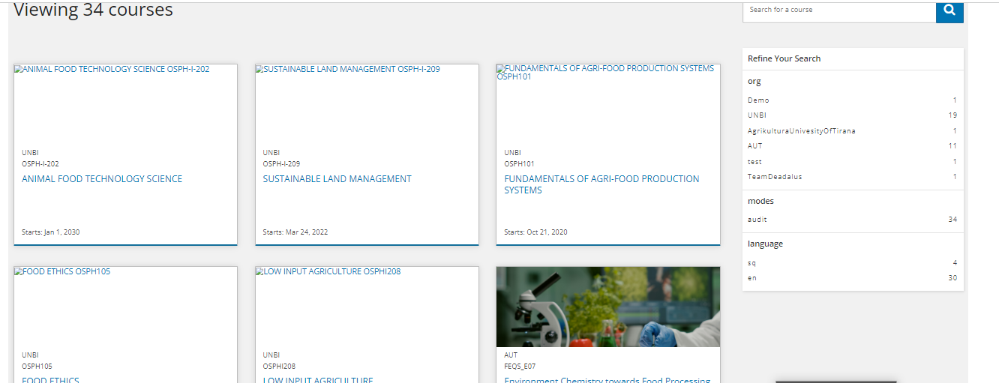 Viewing 34 courses
Search for a course
ANIMAL FOOD TECHNOLOGY SCIENCE OSPH-I-202
UNBI
OSPH-I-202
ANIMAL FOOD TECHNOLOGY SCIENCE
Starts: Jan 1, 2030
SUSTAINABLE LAND MANAGEMENT OSPH-I-209
UNBI
OSPH-I-209
SUSTAINABLE LAND MANAGEMENT
Starts: Mar 24, 2022
FUNDAMENTALS OF AGRI-FOOD PRODUCTION SYSTEMS
OSPH101
UNBI
OSPH101
FUNDAMENTALS OF AGRI-FOOD PRODUCTION
SYSTEMS
Starts: Oct 21, 2020
FOOD ETHICS OSPH105
UNBI
OSPH105
FOOD ETHICS
LOW INPUT AGRICULTURE OSPHI208
UNBI
OSPHI208
LOW INPUT AGRICULTURE
AUT
FEQS_E07
Environment Chemistry towards Food Processing
Refine Your Search
org
Demo 1
UNBI 19
AgrikulturaUnivesityOfTirana 1
AUT 11
test 1
TeamDeadalus 1
modes
audit 34
language
sq 4
en 30